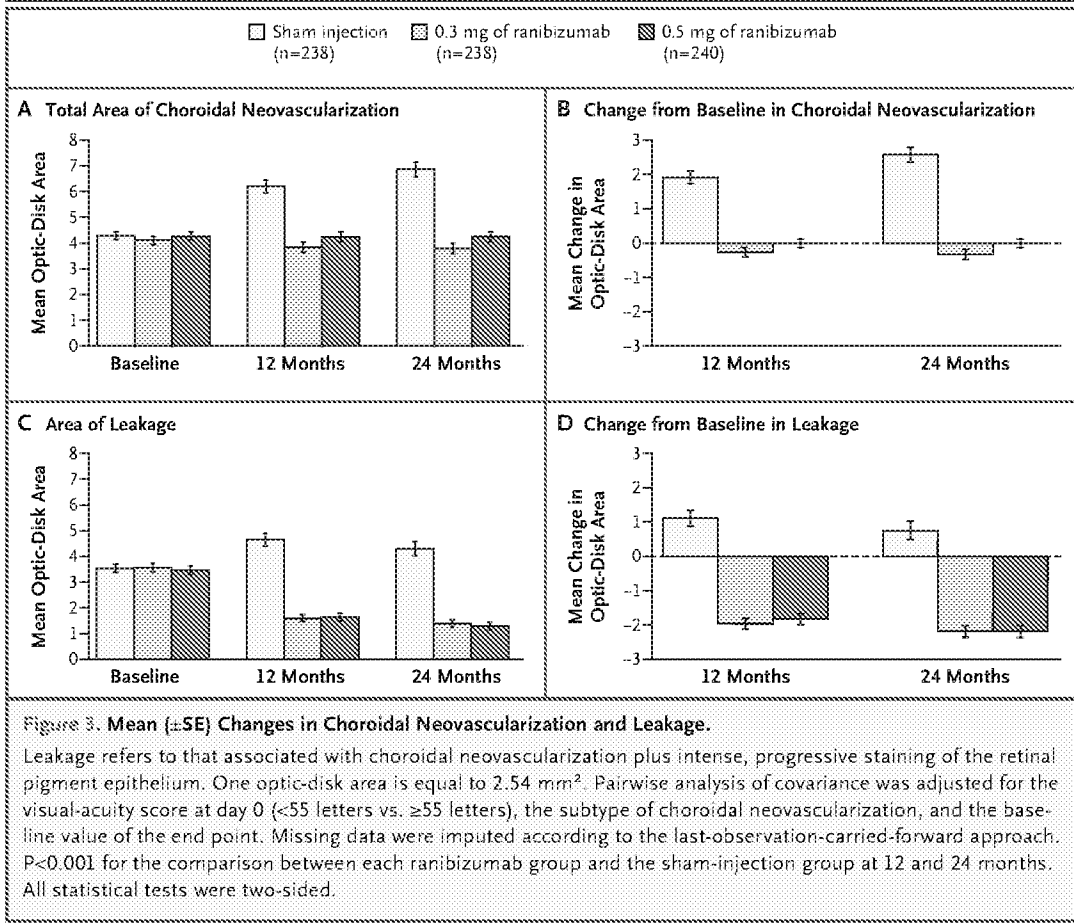 Sham injection (n=238)
0.3 mg of ranibizumab (n=238)
0.5 mg of ranibizumab (n=240)
A Total Area of Choroidal Neovascularization
Mean Optic-Disk Area
8
7
6
5
4
3
2
1
0
Baseline
12 Months
24 Months
B Change from Baseline in Choroidal Neovascularization
Mean Change in
Optic-Disk Area
3
2
1
0
-1
-2
-3
12 Months
24 Months
C Area of Leakage
Mean Optic-Disk Area
8
7
6
5
4
3
2
1
0
Baseline
12 Months
24 Months
D Change from Baseline in Leakage
Mean Change in
Optic-Disk Area
3
2
1
0
-1
-2
-3
12 Months
24 Months
Figure 3. Mean (±SE) Changes in Choroidal Neovascularization and Leakage.
Leakage refers to that associated with choroidal neovascularization plus intense, progressive staining of the retinal
pigment epithelium. One optic-disk area is equal to 2.54 mm². Pairwise analysis of covariance was adjusted for the
visual-acuity score at day 0 (<55 letters vs. ≥55 letters), the subtype of choroidal neovascularization, and the base-
line value of the end point. Missing data were imputed according to the last-observation-carried-forward approach.
P<0.001 for the comparison between each ranibizumab group and the sham-injection group at 12 and 24 months.
All statistical tests were two-sided.